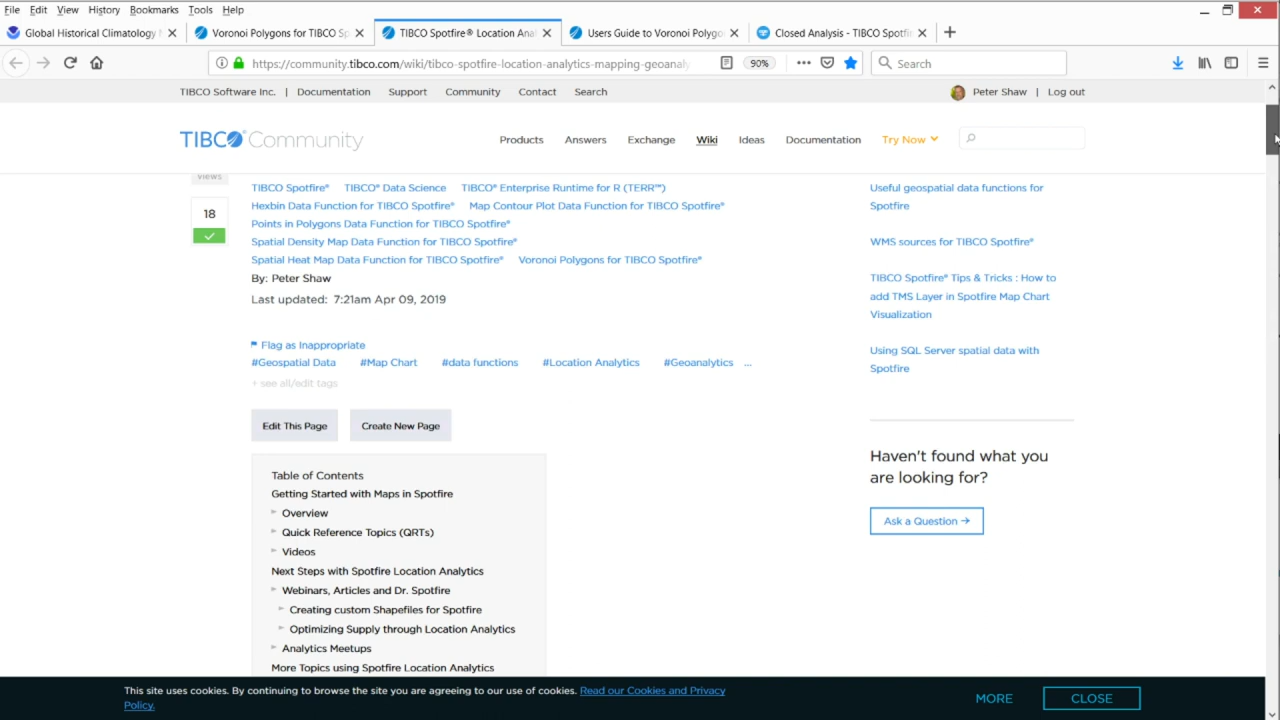 File Edit View History Bookmarks Tools Help
Global Historical Climatology
Voronoi Polygons for TIBCO Sp
TIBCO Spotfire® Location Anal
Users Guide to Voronoi Polygo
Closed Analysis - TIBCO Spotfir
https://community.tibco.com/wiki/tibco-spotfire-location-analytics-mapping-geoanaly
90%
Search
TIBCO Software Inc. | Documentation Support Community Contact Search
Peter Shaw | Log out
TIBCO® Community
Products Answers Exchange Wiki Ideas Documentation Try Now
views
18
TIBCO Spotfire® TIBCO® Data Science TIBCO® Enterprise Runtime for R (TERR™)
Hexbin Data Function for TIBCO Spotfire® Map Contour Plot Data Function for TIBCO Spotfire®
Points in Polygons Data Function for TIBCO Spotfire®
Spatial Density Map Data Function for TIBCO Spotfire®
Spatial Heat Map Data Function for TIBCO Spotfire® Voronoi Polygons for TIBCO Spotfire®
By: Peter Shaw
Last updated: 7:21am Apr 09, 2019
Flag as Inappropriate
#Geospatial Data #Map Chart #data functions #Location Analytics #Geoanalytics ...
+ see all/edit tags
Edit This Page Create New Page
Table of Contents
Getting Started with Maps in Spotfire
Overview
Quick Reference Topics (QRTs)
Videos
Next Steps with Spotfire Location Analytics
Webinars, Articles and Dr. Spotfire
Creating custom Shapefiles for Spotfire
Optimizing Supply through Location Analytics
Analytics Meetups
More Topics using Spotfire Location Analytics
Useful geospatial data functions for
Spotfire
WMS sources for TIBCO Spotfire®
TIBCO Spotfire® Tips & Tricks : How to
add TMS Layer in Spotfire Map Chart
Visualization
Using SQL Server spatial data with
Spotfire
Haven't found what you
are looking for?
Ask a Question →
This site uses cookies. By continuing to browse the site you are agreeing to our use of cookies. Read our Cookies and Privacy
Policy.
MORE CLOSE